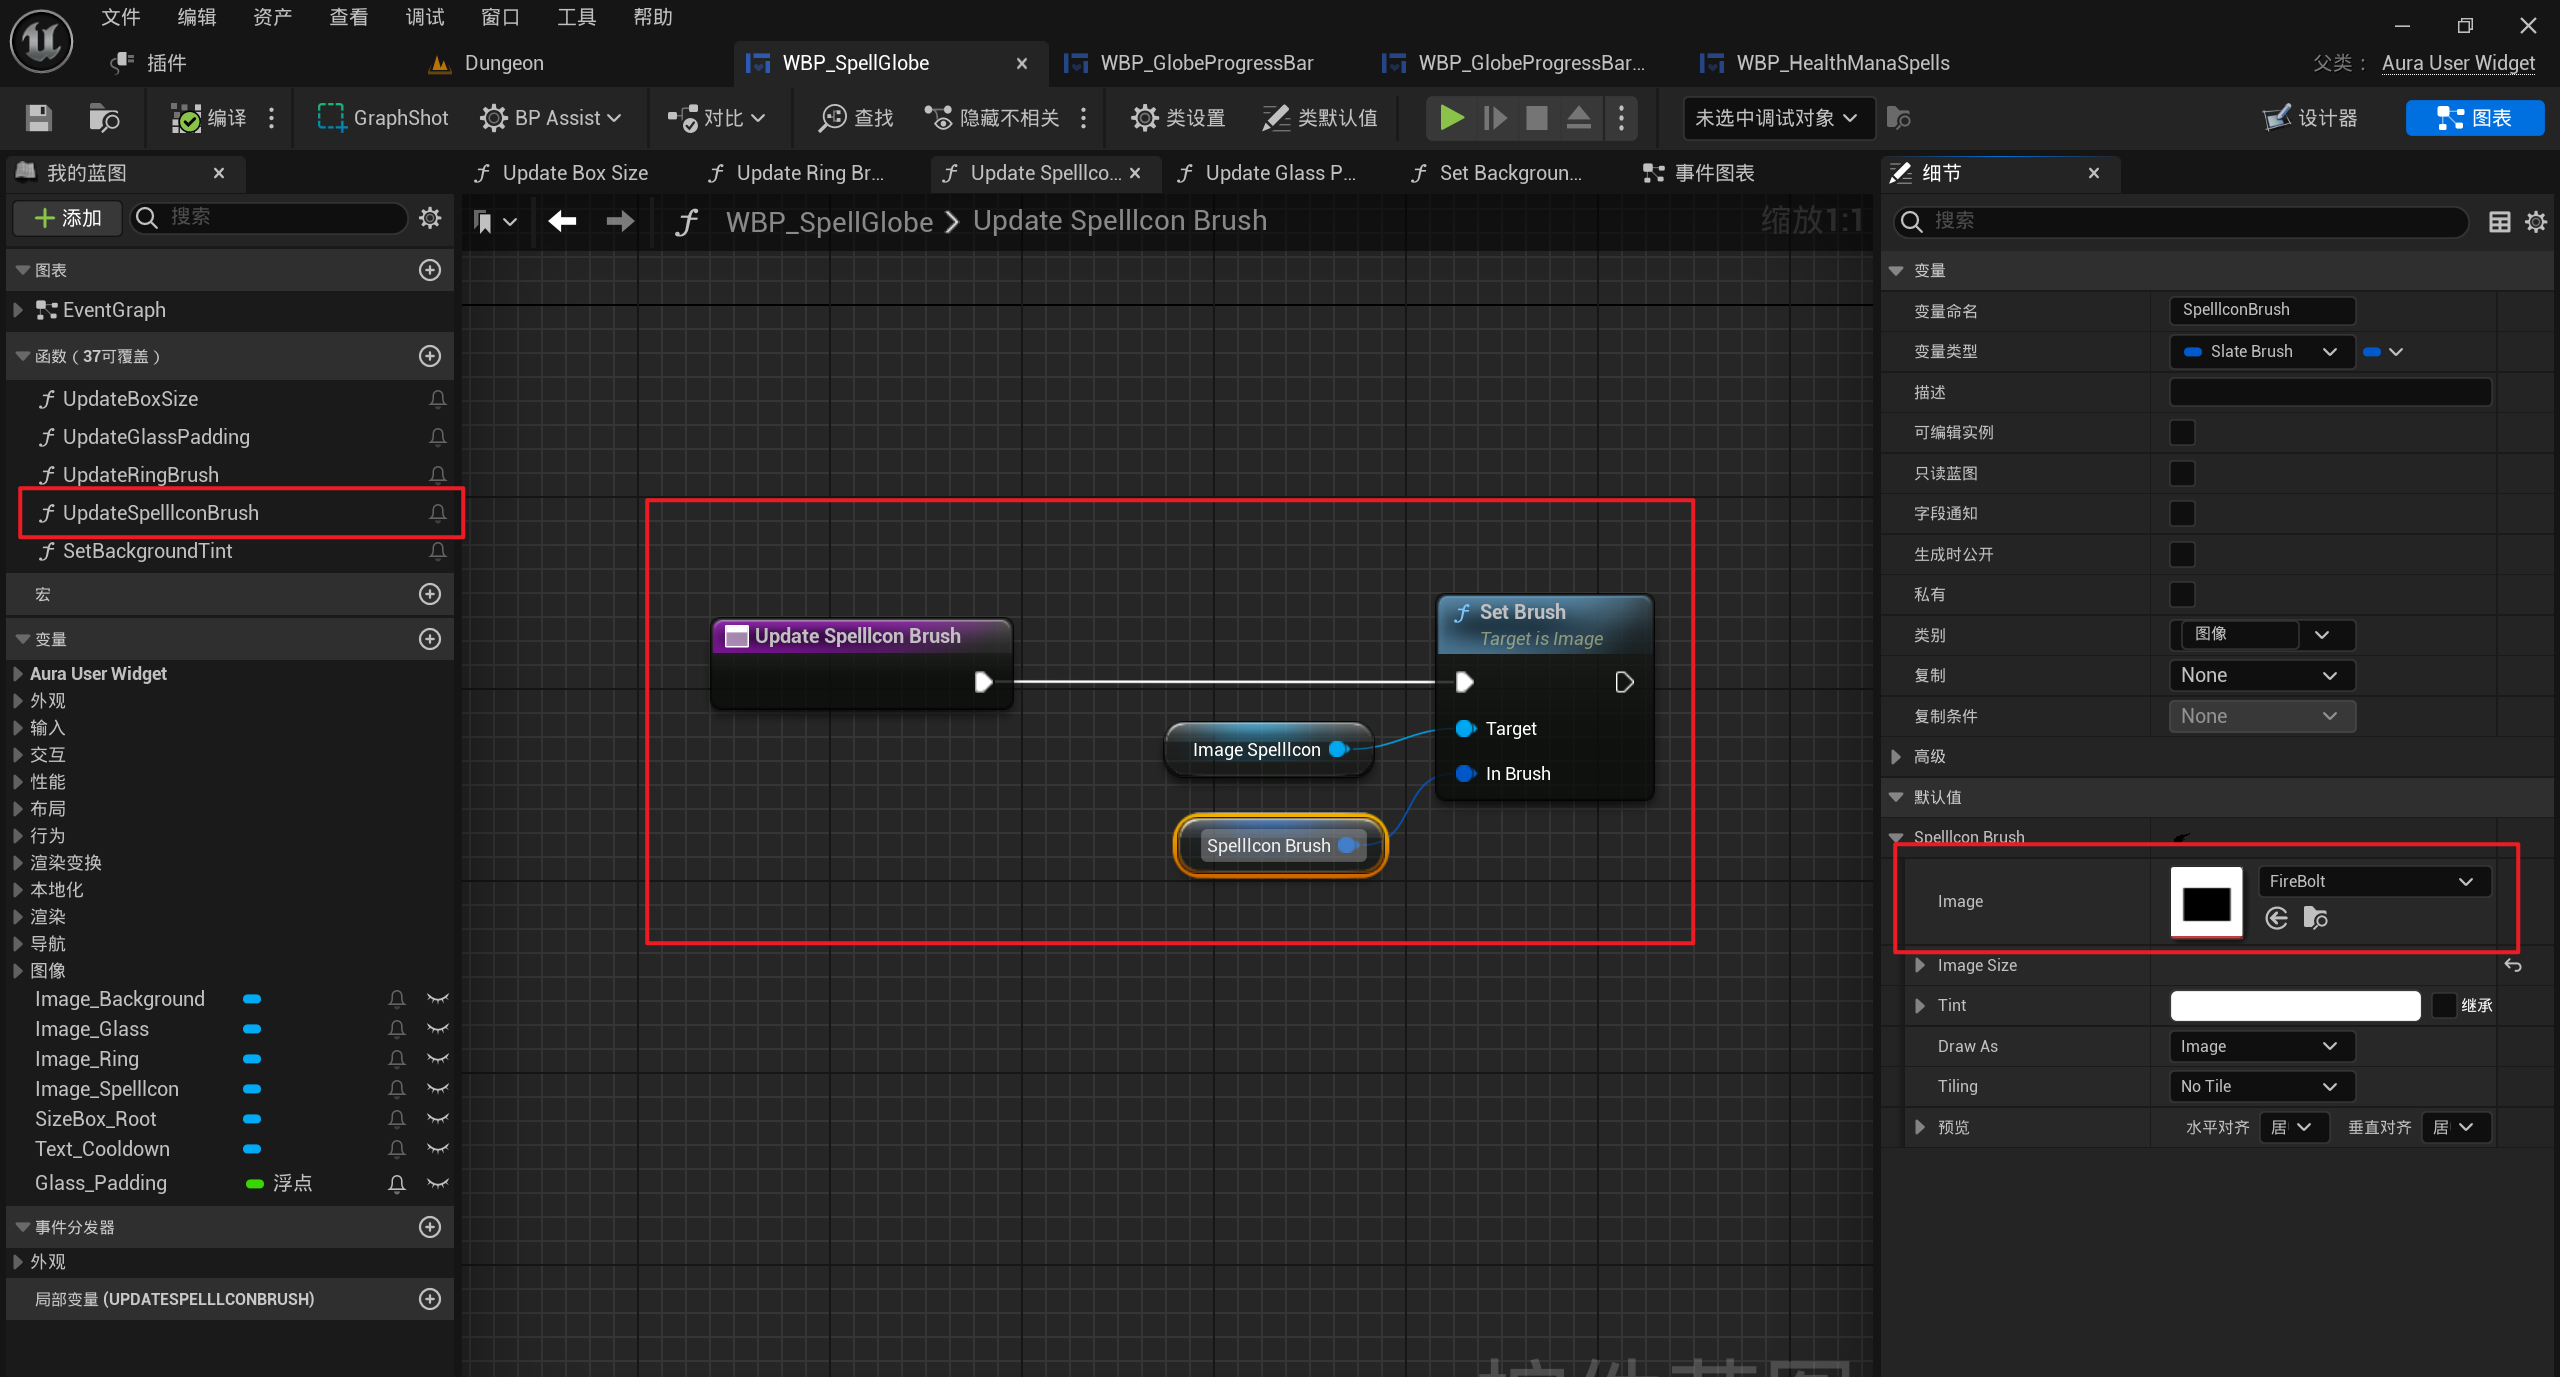 文件 编辑 资产 查看 调试 窗口 工具 帮助
插件 Dungeon WBP_SpellGlobe WBP_GlobeProgressBar WBP_GlobeProgressBar... WBP_HealthManaSpells 父类： Aura User Widget
编译 GraphShot BP Assist 对比 查找 隐藏不相关 类设置 类默认值 未选中调试对象 设计器 图表
我的蓝图
添加 搜索
图表
EventGraph
函数（37可覆盖）
UpdateBoxSize
UpdateGlassPadding
UpdateRingBrush
UpdateSpelllconBrush
SetBackgroundTint
宏
变量
Aura User Widget
外观
输入
交互
性能
布局
行为
渲染变换
本地化
渲染
导航
图像
Image_Background
Image_Glass
Image_Ring
Image_Spelllcon
SizeBox_Root
Text_Cooldown
Glass_Padding 浮点
事件分发器
外观
局部变量 (UPDATESPELLLCONBRUSH)
Update Box Size Update Ring Br... Update Spelllco... Update Glass P... Set Backgroun... 事件图表
WBP_SpellGlobe Update Spelllcon Brush 缩放1:1
Update Spelllcon Brush
Set Brush
Target is Image
Image Spelllcon
Target
In Brush
Spelllcon Brush
控件蓝图
细节
搜索
变量
变量命名 SpelllconBrush
变量类型 Slate Brush
描述
可编辑实例
只读蓝图
字段通知
生成时公开
私有
类别 图像
复制 None
复制条件 None
高级
默认值
Spelllcon Brush
Image FireBolt
Image Size
Tint 继承
Draw As Image
Tiling No Tile
预览 水平对齐 居 垂直对齐 居